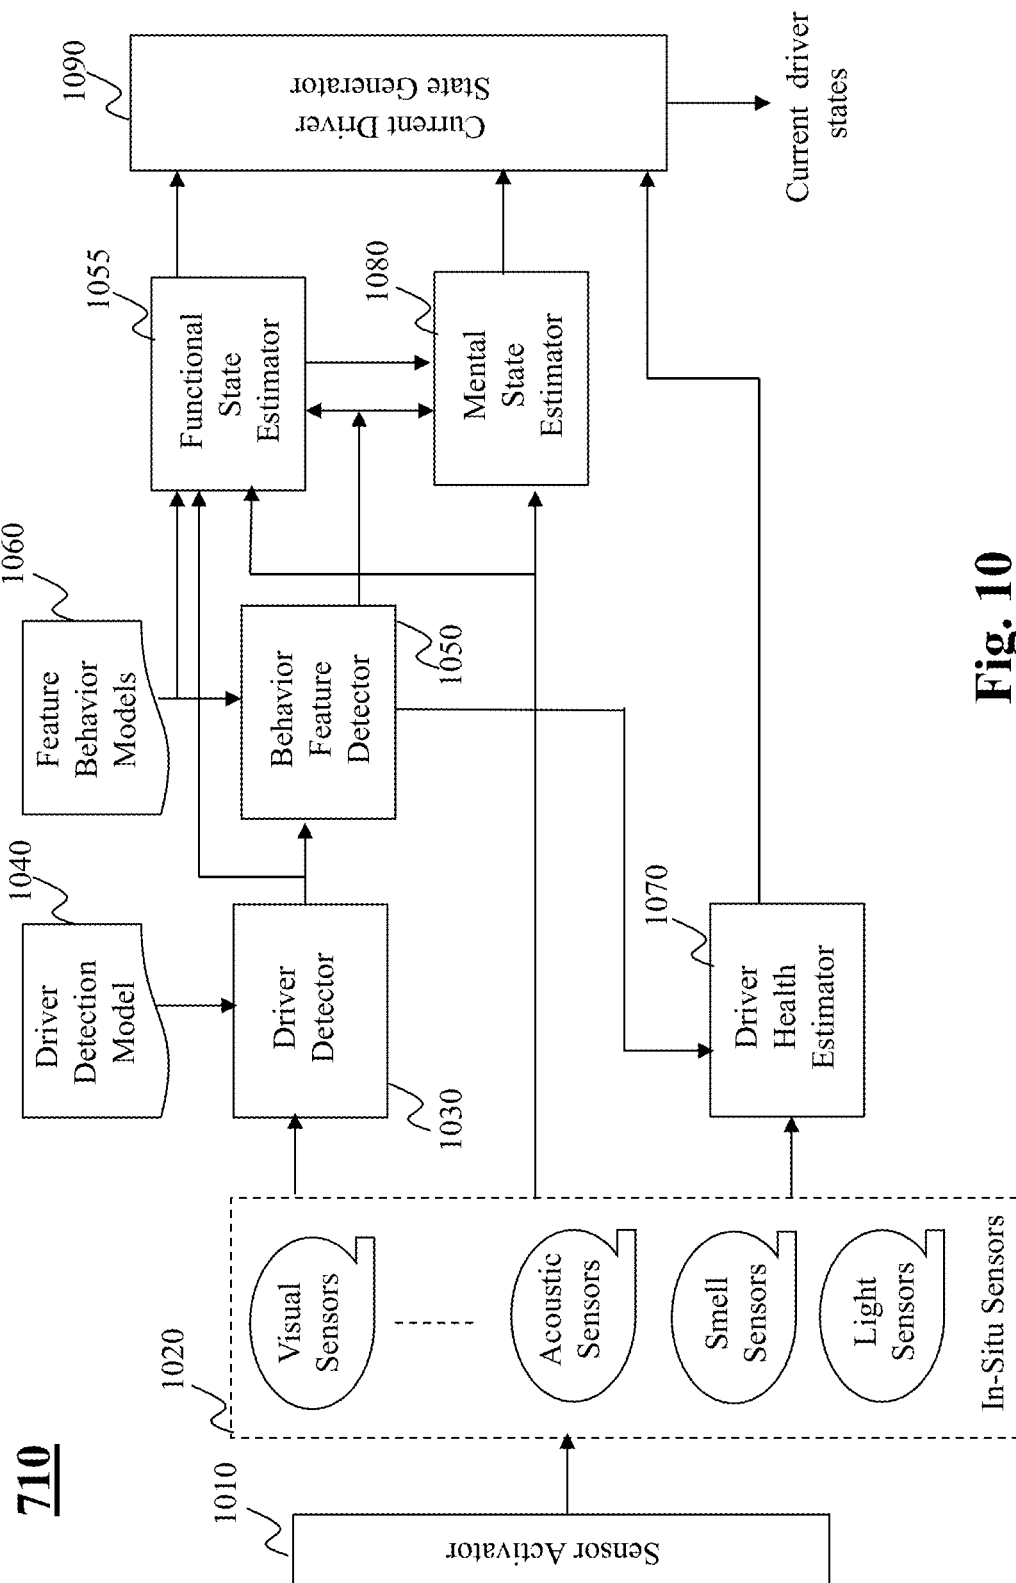 710
1010
Sensor Activator
1020
Visual
Sensors
Acoustic
Sensors
Smell
Sensors
Light
Sensors
In-Situ Sensors
1040
Driver
Detection
Model
Driver
Detector
1030
1060
Feature
Behavior
Models
Behavior
Feature
Detector
1050
1070
Driver
Health
Estimator
1055
Functional
State
Estimator
1080
Mental
State
Estimator
1090
Current Driver
State Generator
Current driver
states
Fig. 10